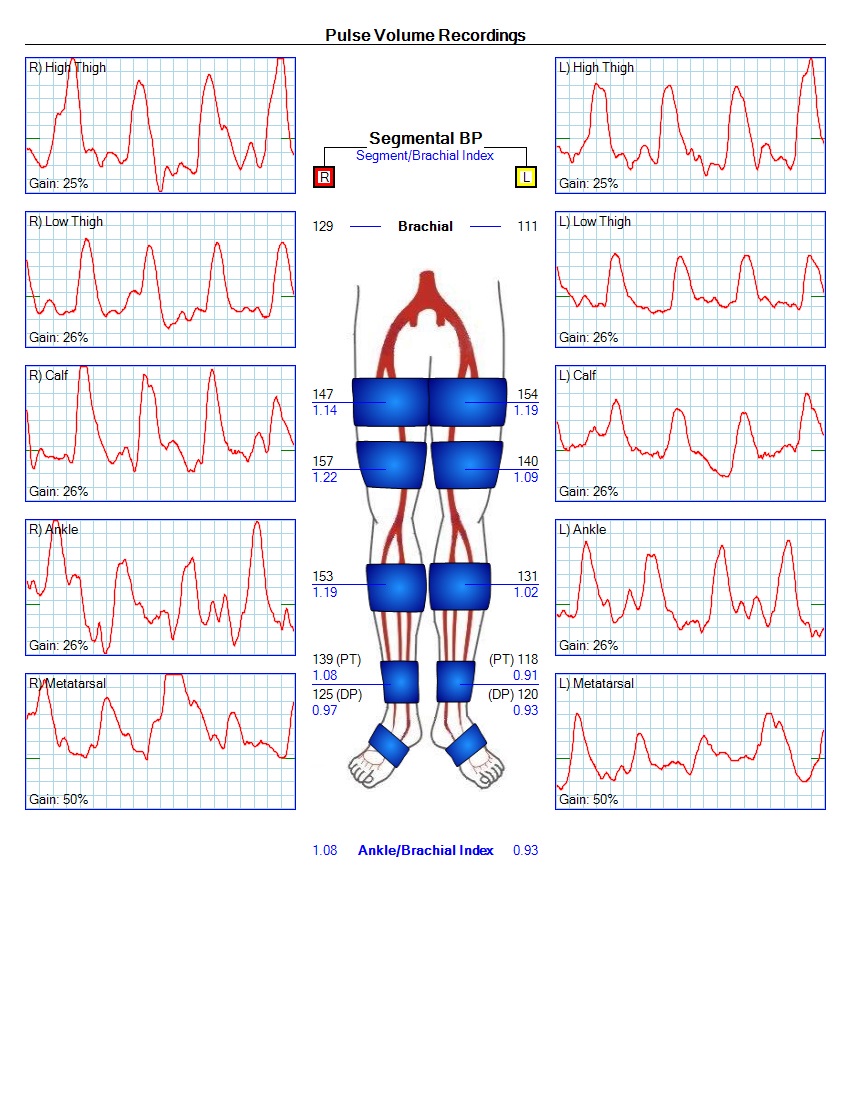 Pulse Volume Recordings
R) High Thigh
Gain: 25%
L) High Thigh
Gain: 25%
Segmental BP
Segment/Brachial Index
R
L
129 Brachial 111
R) Low Thigh
Gain: 26%
L) Low Thigh
Gain: 26%
R) Calf
Gain: 26%
147
1.14
154
1.19
L) Calf
Gain: 26%
157
1.22
140
1.09
R) Ankle
Gain: 26%
153
1.19
131
1.02
L) Ankle
Gain: 26%
139 (PT)
1.08
125 (DP)
0.97
(PT) 118
0.91
(DP) 120
0.93
R) Metatarsal
Gain: 50%
L) Metatarsal
Gain: 50%
1.08 Ankle/Brachial Index 0.93